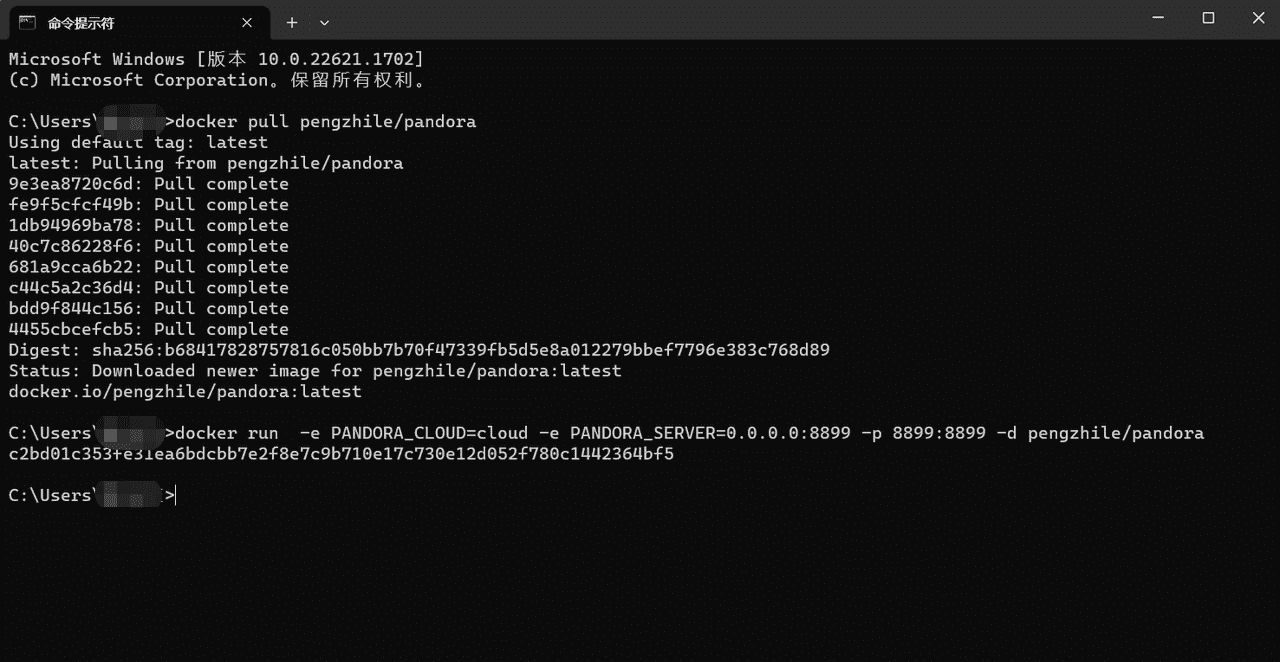 命令提示符
Microsoft Windows [版本 10.0.22621.1702]
(c) Microsoft Corporation。保留所有权利。
C:\Users\ >docker pull pengzhile/pandora
Using default tag: latest
latest: Pulling from pengzhile/pandora
9e3ea8720c6d: Pull complete
fe9f5cfcf49b: Pull complete
1db94969ba78: Pull complete
40c7c86228f6: Pull complete
681a9cca6b22: Pull complete
c44c5a2c36d4: Pull complete
bdd9f844c156: Pull complete
4455cbcefcb5: Pull complete
Digest: sha256:b68417828757816c050bb7b70f47339fb5d5e8a012279bbef7796e383c768d89
Status: Downloaded newer image for pengzhile/pandora:latest
docker.io/pengzhile/pandora:latest
C:\Users\ >docker run  -e PANDORA_CLOUD=cloud -e PANDORA_SERVER=0.0.0.0:8899 -p 8899:8899 -d pengzhile/pandora
c2bd01c353fe31ea6bdcbb7e2f8e7c9b710e17c730e12d052f780c1442364bf5
C:\Users\ >